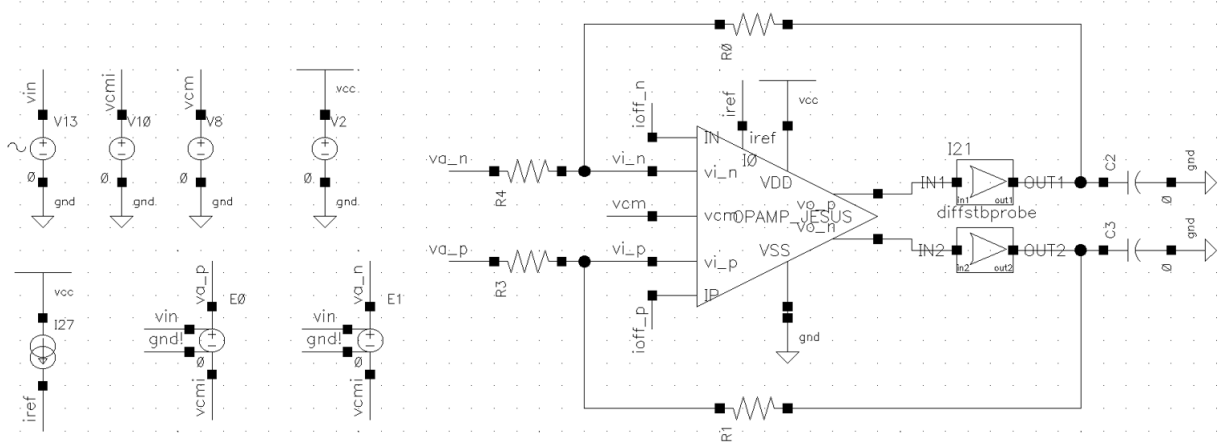 R0
vin
vcmi
vcm
vcc
V13
V10
V8
V2
0
0
0
0
gnd
gnd
gnd
gnd
ioff_n
iref
vcc
IN
iref
I0
va_n
R4
vi_n
vi_n
VDD
vcm
vcm
OPAMP_JESUS
vo_p
vo_n
va_p
R3
vi_p
vi_p
VSS
ioff_p
IP
gnd
I21
IN1
in1
out1
OUT1
diffstbprobe
IN2
in2
out2
OUT2
C2
0
gnd
C3
0
gnd
vcc
I27
iref
va_p
E0
vin
gnd!
0
vcmi
va_n
E1
vin
gnd!
0
vcmi
R1